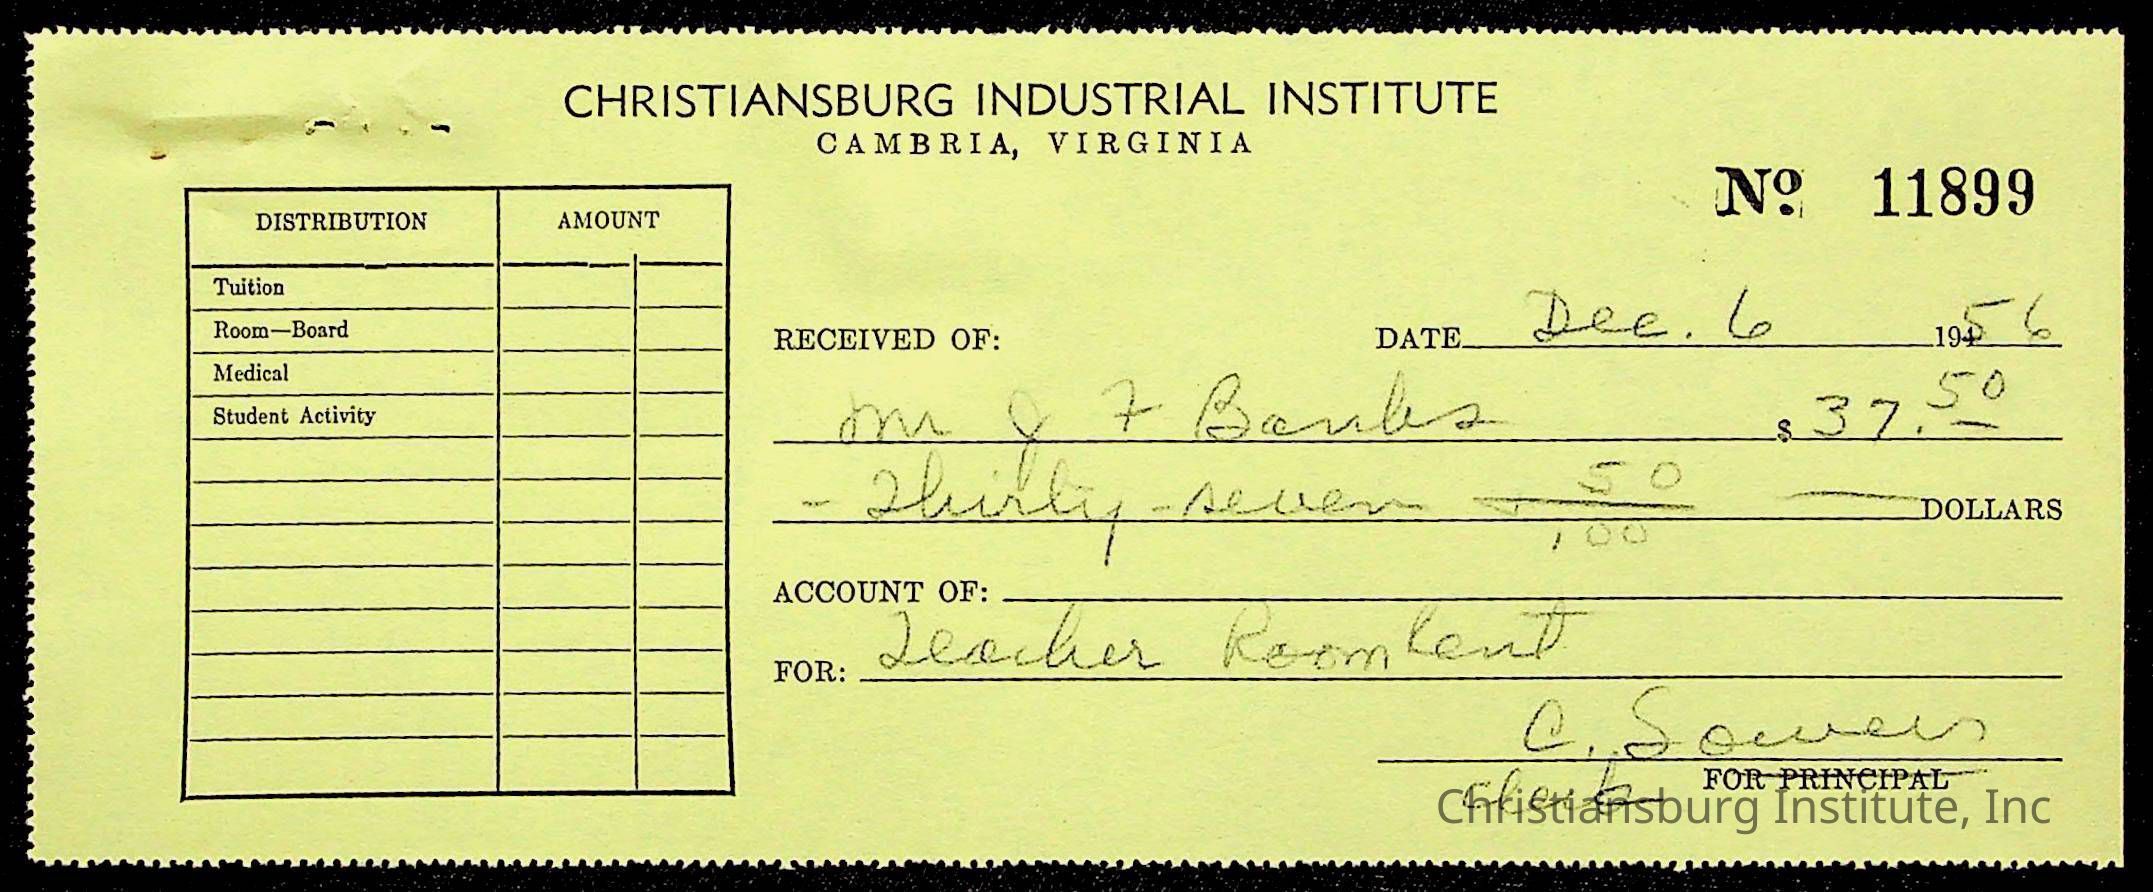 CHRISTIANSBURG INDUSTRIAL INSTITUTE
CAMBRIA, VIRGINIA
Nº 11899
DISTRIBUTION AMOUNT
Tuition
Room—Board
Medical
Student Activity
RECEIVED OF: DATE Dec. 6 19456
Mr J F Banks $ 37.50
- Thirty-seven 50/100 — DOLLARS
ACCOUNT OF:
FOR: Teacher Room Rent
C. Sowers
Clerk FOR PRINCIPAL
Christiansburg Institute, Inc